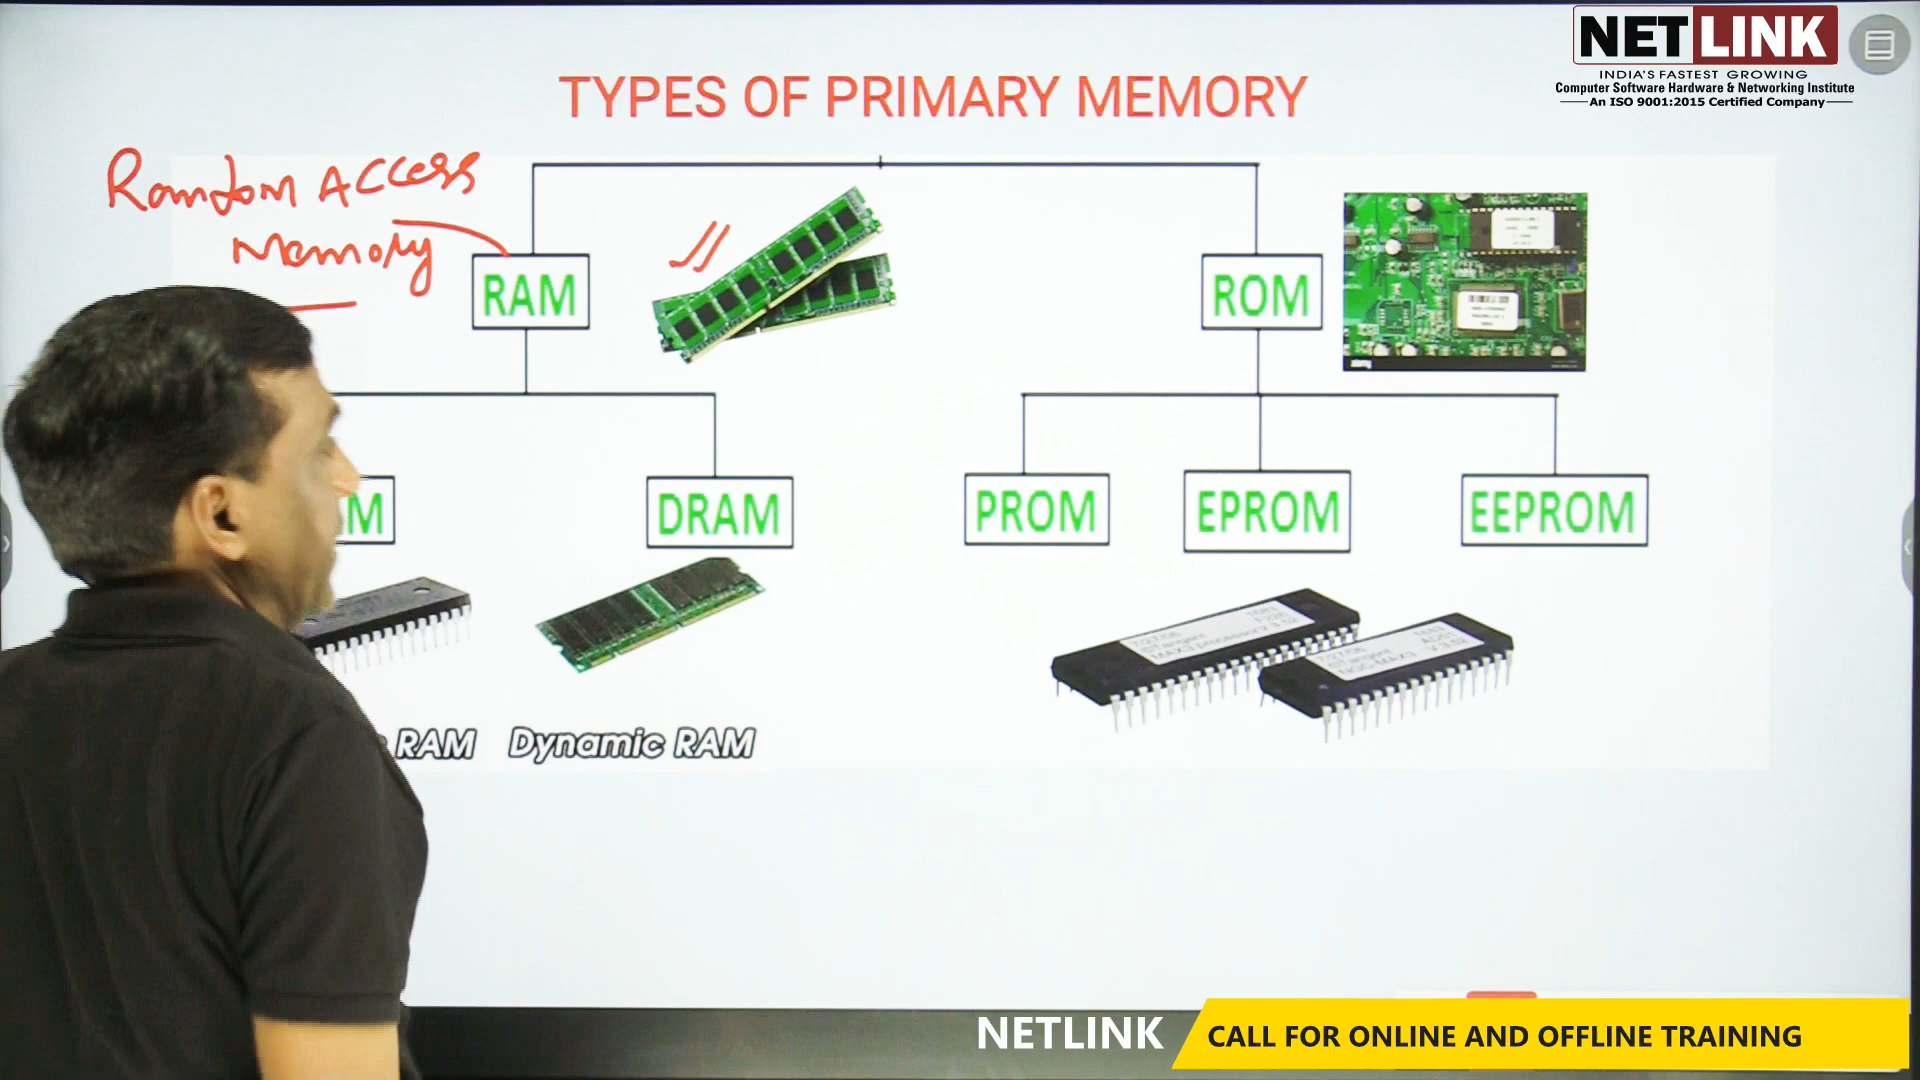 NETLINK
INDIA'S FASTEST GROWING
Computer Software Hardware & Networking Institute
An ISO 9001:2015 Certified Company
TYPES OF PRIMARY MEMORY
Random Access
Memory
RAM
ROM
M
DRAM
PROM
EPROM
EEPROM
RAM
Dynamic RAM
NETLINK
CALL FOR ONLINE AND OFFLINE TRAINING